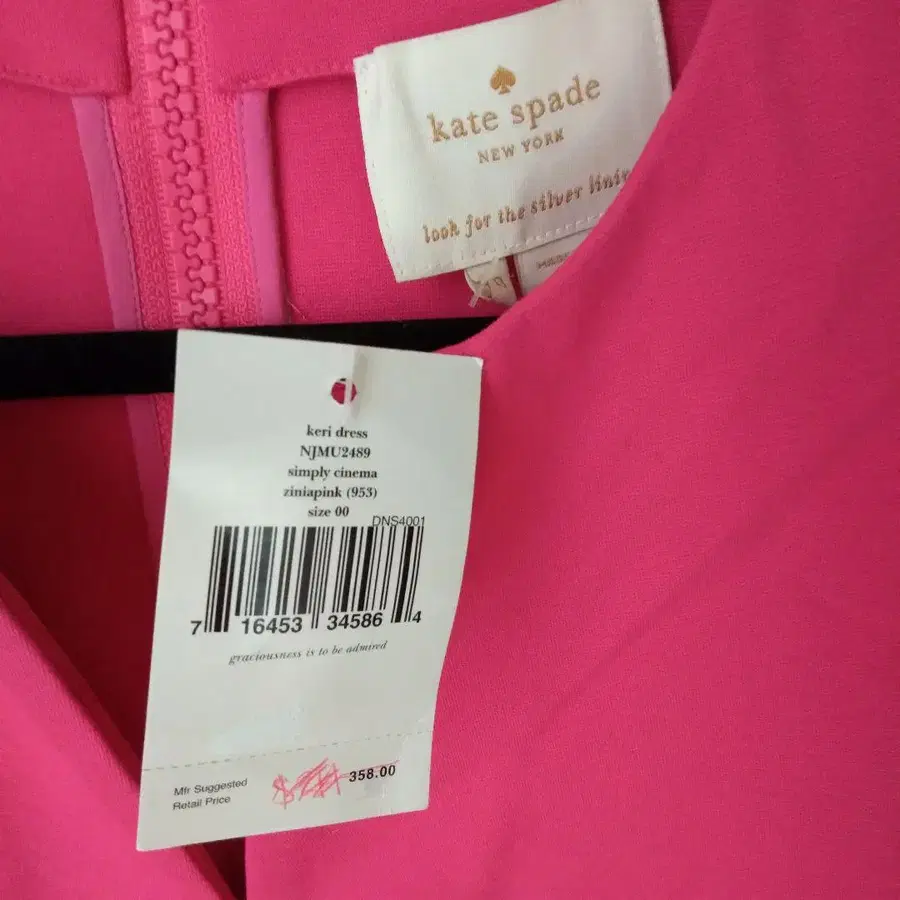 kate spade
NEW YORK
look for the silver
keri dress
NJMU2489
simply cinema
ziniapink (953)
size 00
DNS4001
7 16453 34586 4
graciousness is to be admired
Mfr Suggested
Retail Price
358.00